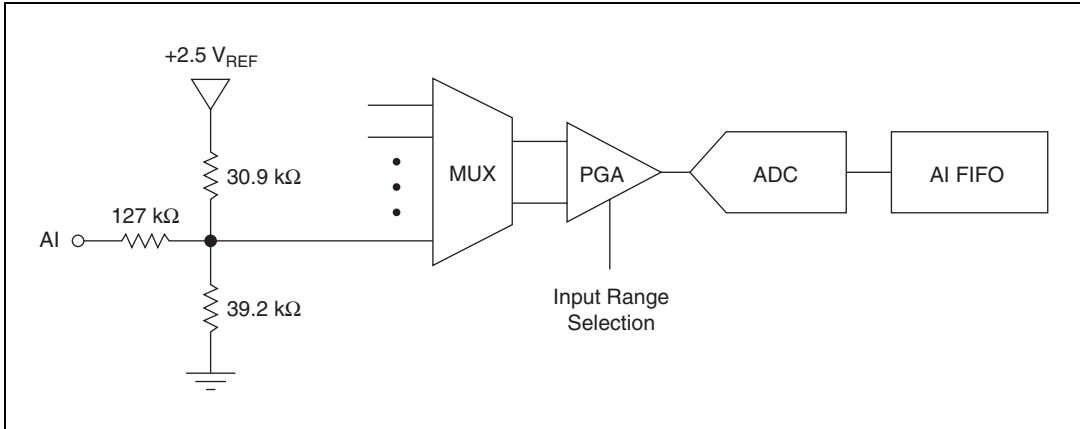 +2.5 VREF
30.9 kΩ
127 kΩ
AI
39.2 kΩ
MUX
PGA
ADC
AI FIFO
Input Range
Selection